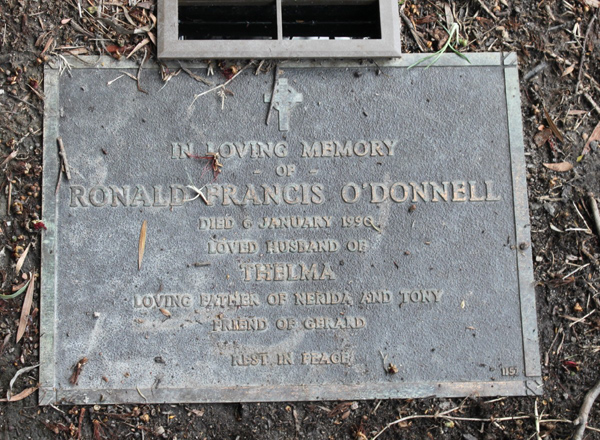 IN LOVING MEMORY
- OF -
RONALD FRANCIS O'DONNELL
DIED 6 JANUARY 1996
LOVED HUSBAND OF
THELMA
LOVING FATHER OF NERIDA AND TONY
FRIEND OF GERARD
REST IN PEACE
115